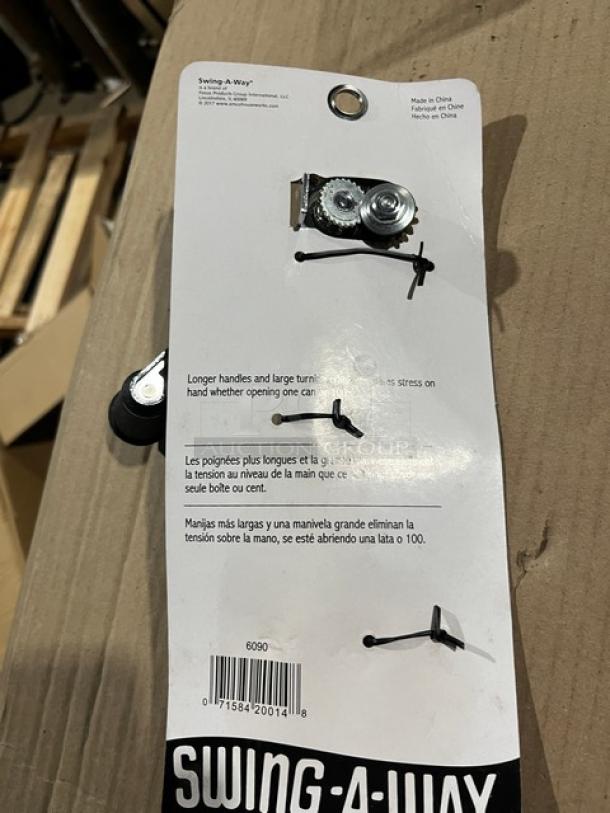 Swing-A-Way®
is a brand of
Focus Products Group International, LLC
Lincolnshire, IL 60069
© 2017 www.amcohouseworks.com
Made in China
Fabriqué en Chine
Hecho en China
Longer handles and large stress on
hand whether opening one can
AUCTION GROUP
Les poignées plus longues et la
la tension au niveau de la main que ce
seule boîte ou cent.
Manijas más largas y una manivela grande eliminan la
tensión sobre la mano, se esté abriendo una lata o 100.
6090
0 71584 20014 8
SWING-A-WAY